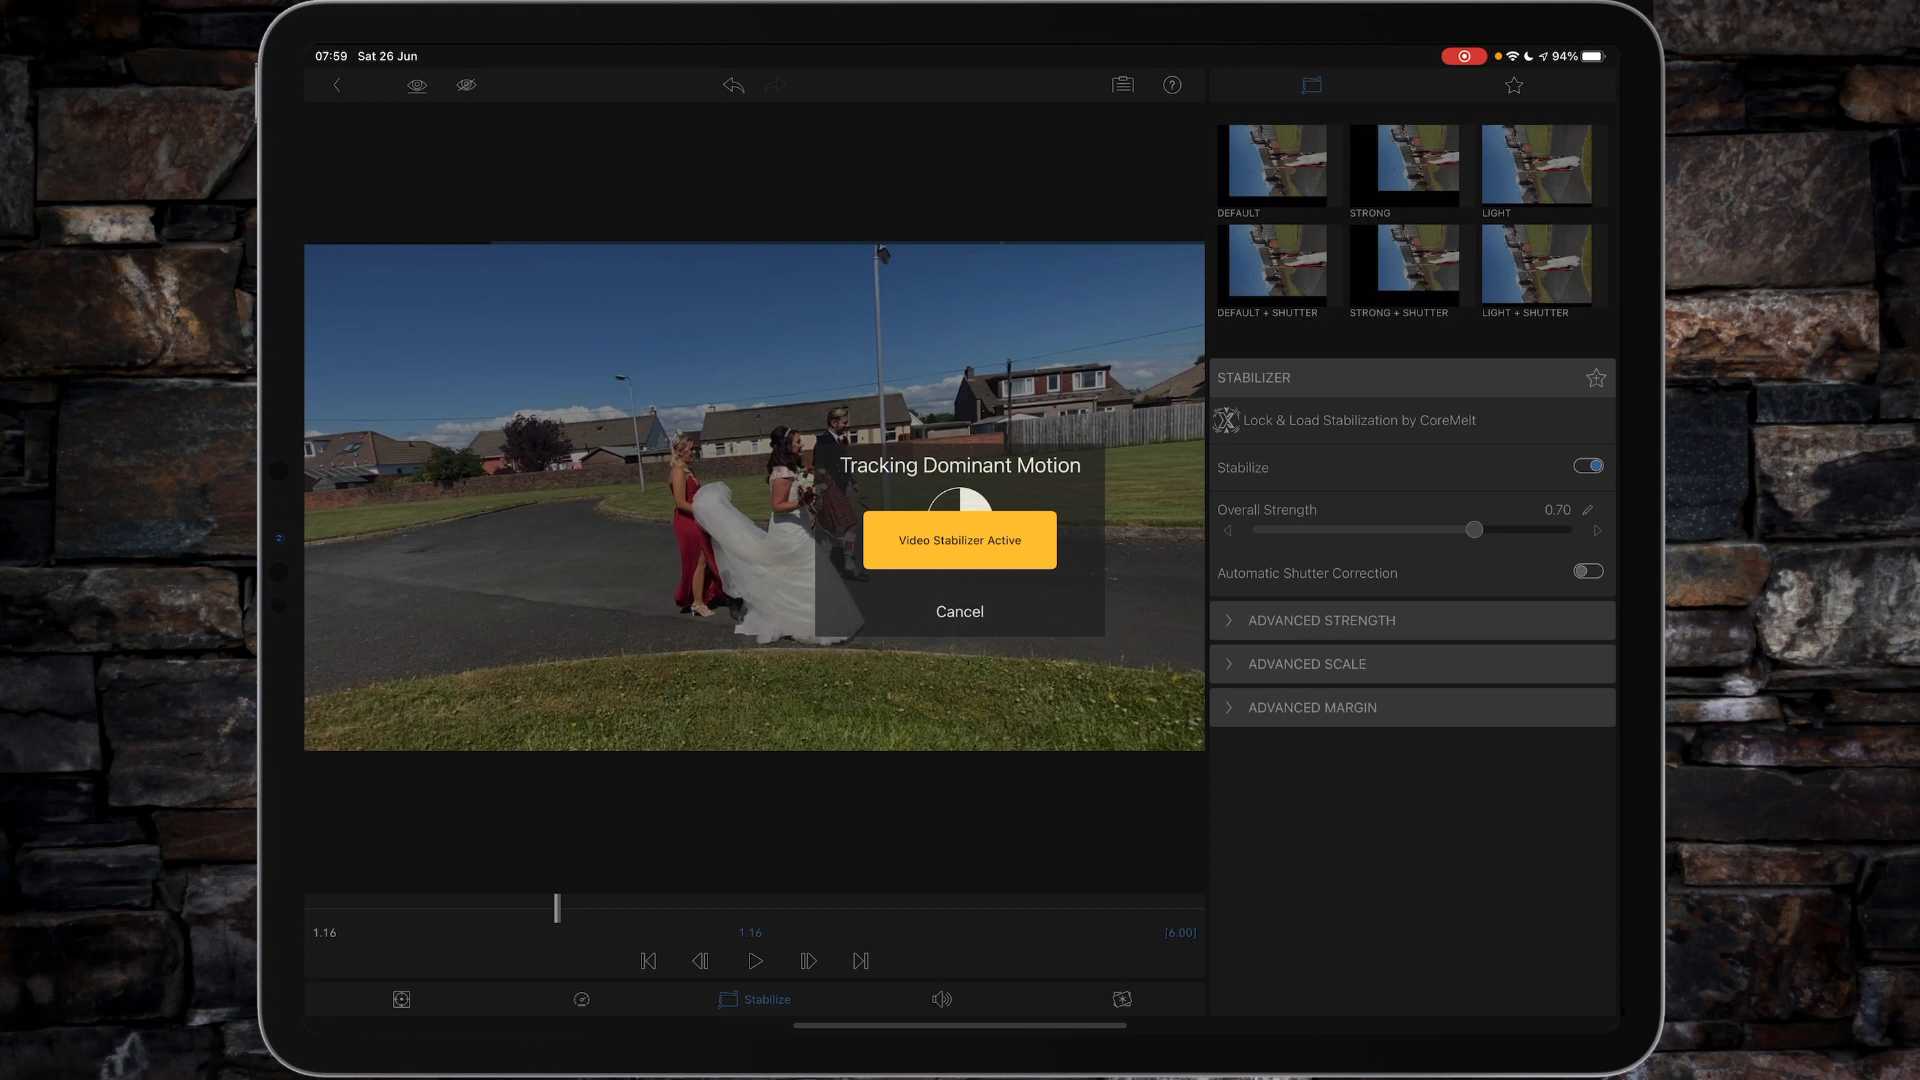 07:59 Sat 26 Jun
94%
DEFAULT
STRONG
LIGHT
DEFAULT + SHUTTER
STRONG + SHUTTER
LIGHT + SHUTTER
STABILIZER
Lock & Load Stabilization by CoreMelt
Stabilize
Overall Strength
0.70
Automatic Shutter Correction
ADVANCED STRENGTH
ADVANCED SCALE
ADVANCED MARGIN
Tracking Dominant Motion
Video Stabilizer Active
Cancel
1.16
1.16
[6.00]
Stabilize